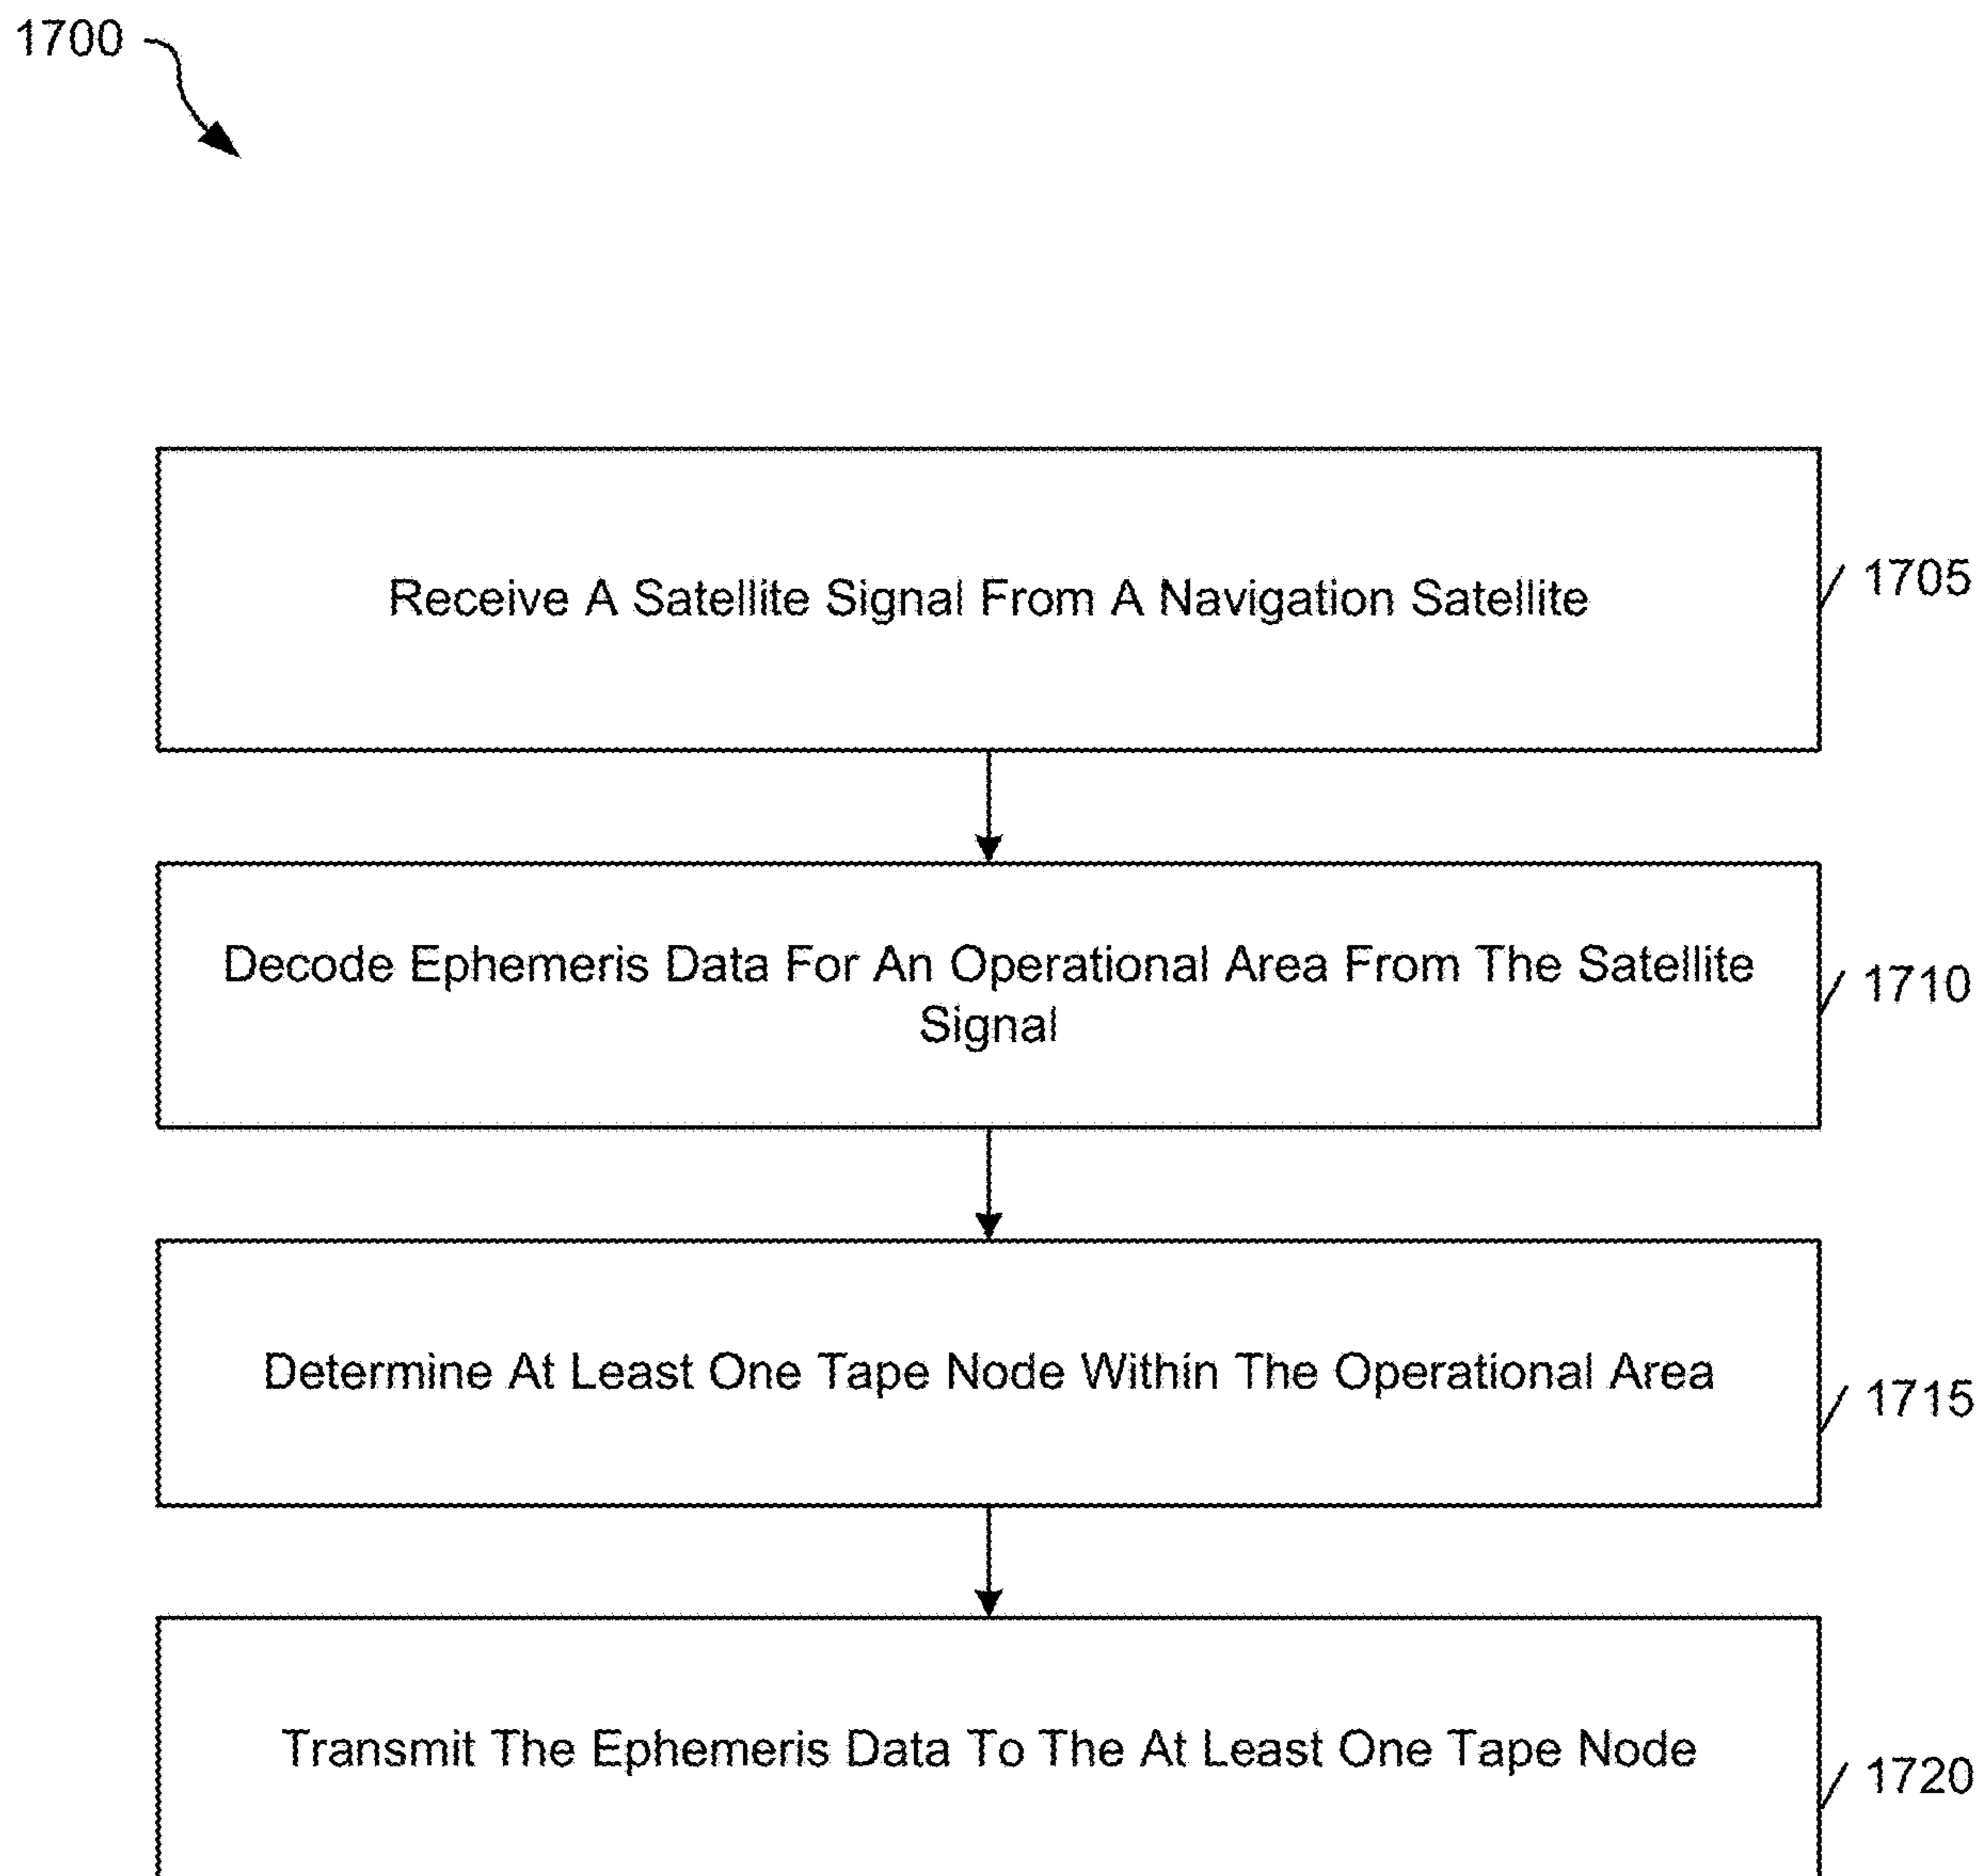 1700
Receive A Satellite Signal From A Navigation Satellite
1705
Decode Ephemeris Data For An Operational Area From The Satellite
Signal
1710
Determine At Least One Tape Node Within The Operational Area
1715
Transmit The Ephemeris Data To The At Least One Tape Node
1720